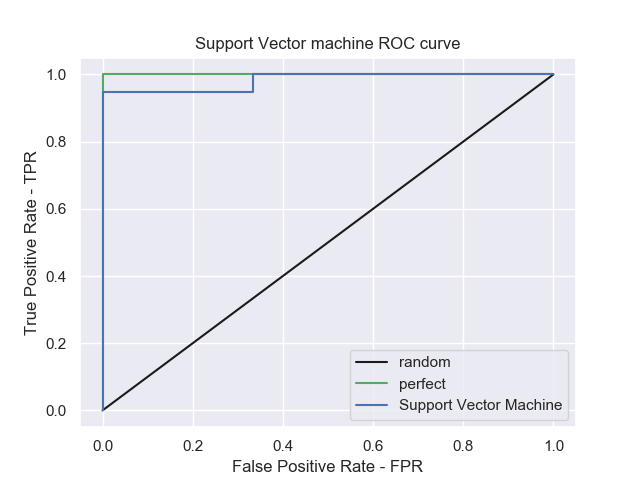 Support Vector machine ROC curve
True Positive Rate - TPR
1.0
0.8
0.6
0.4
0.2
0.0
0.0 0.2 0.4 0.6 0.8 1.0
False Positive Rate - FPR
random
perfect
Support Vector Machine